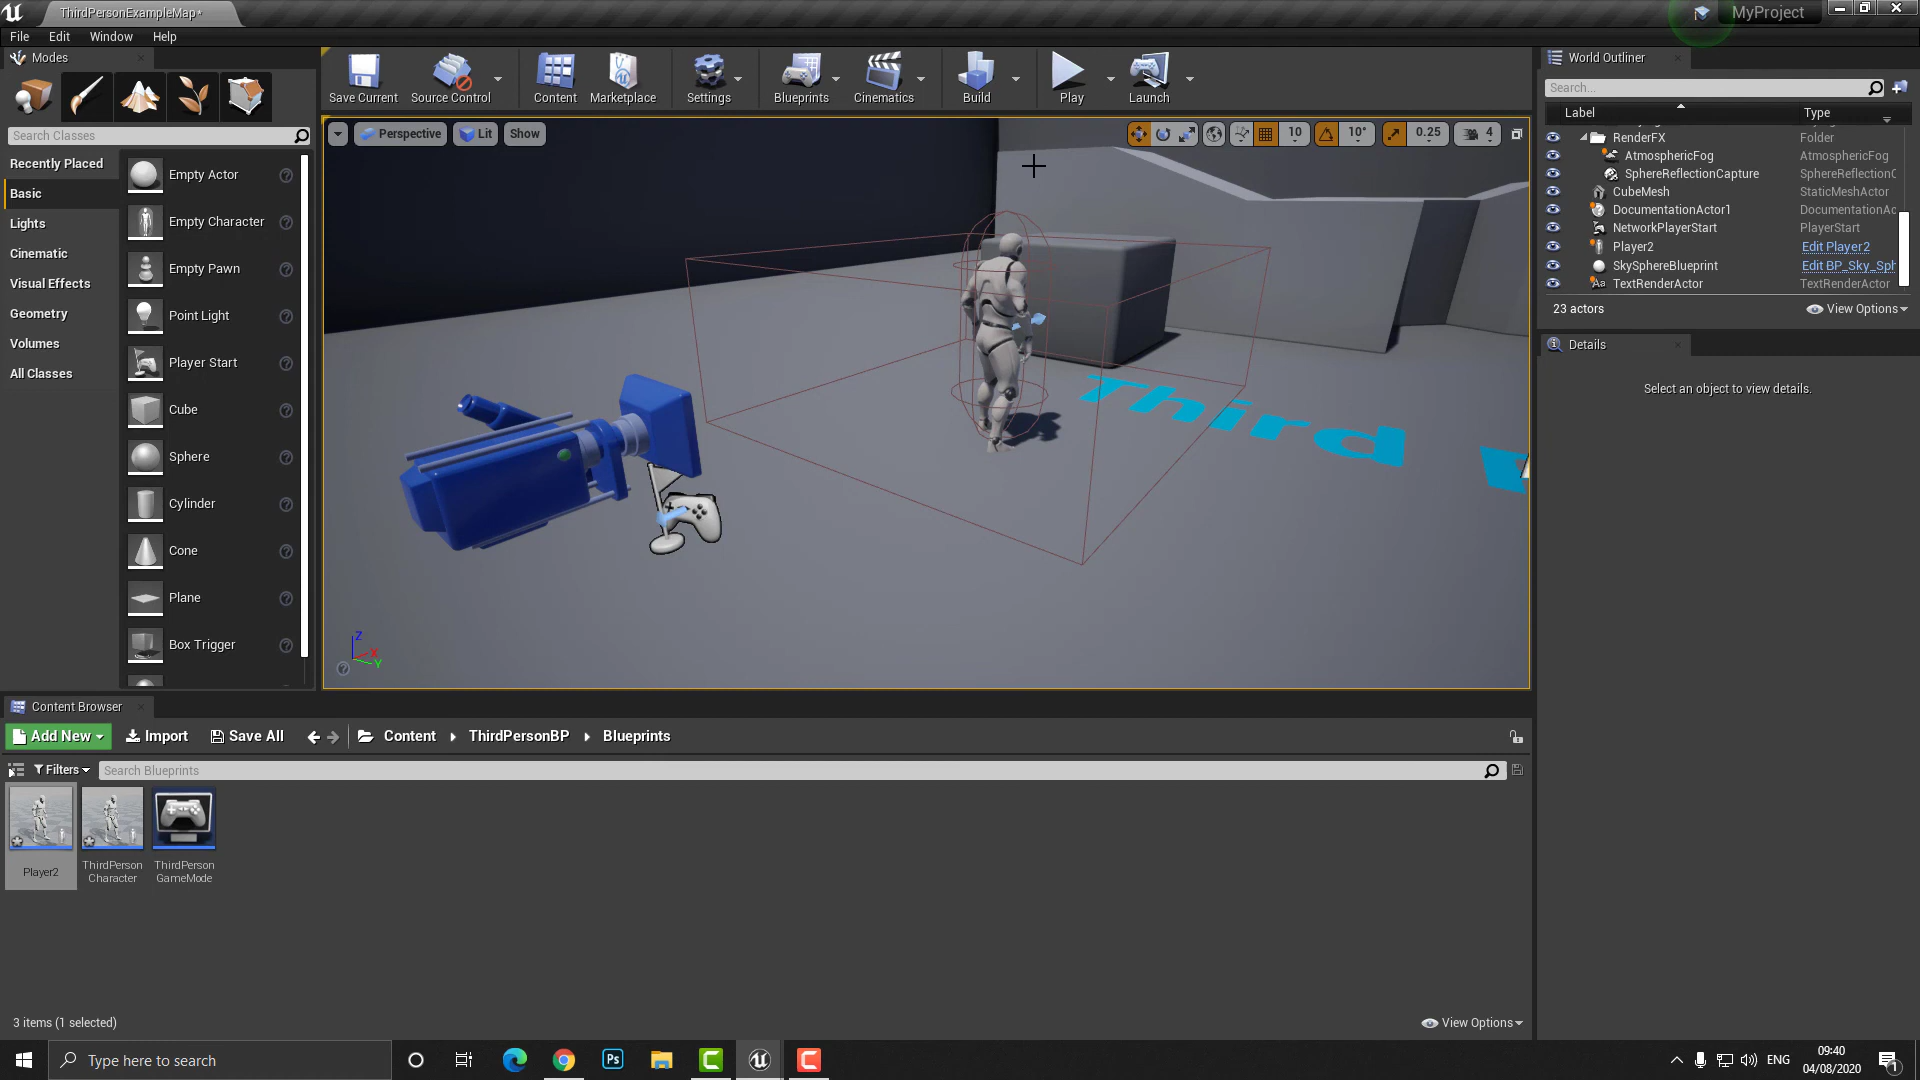 ThirdPersonExampleMap*
MyProject
File Edit Window Help
Modes
Search Classes
Recently Placed
Basic
Lights
Cinematic
Visual Effects
Geometry
Volumes
All Classes
Empty Actor
Empty Character
Empty Pawn
Point Light
Player Start
Cube
Sphere
Cylinder
Cone
Plane
Box Trigger
Save Current
Source Control
Content
Marketplace
Settings
Blueprints
Cinematics
Build
Play
Launch
Perspective
Lit
Show
10
10°
0.25
4
Third
Z
X
Y
World Outliner
Search...
Label Type
RenderFX Folder
AtmosphericFog AtmosphericFog
SphereReflectionCapture SphereReflectionC
CubeMesh StaticMeshActor
DocumentationActor1 DocumentationAc
NetworkPlayerStart PlayerStart
Player2 Edit Player2
SkySphereBlueprint Edit BP_Sky_Sph
TextRenderActor TextRenderActor
23 actors
View Options
Details
Select an object to view details.
Content Browser
Add New
Import
Save All
Content
ThirdPersonBP
Blueprints
Filters
Search Blueprints
Player2
ThirdPerson
Character
ThirdPerson
GameMode
3 items (1 selected)
View Options
Type here to search
Ps
ENG
09:40
04/08/2020
1